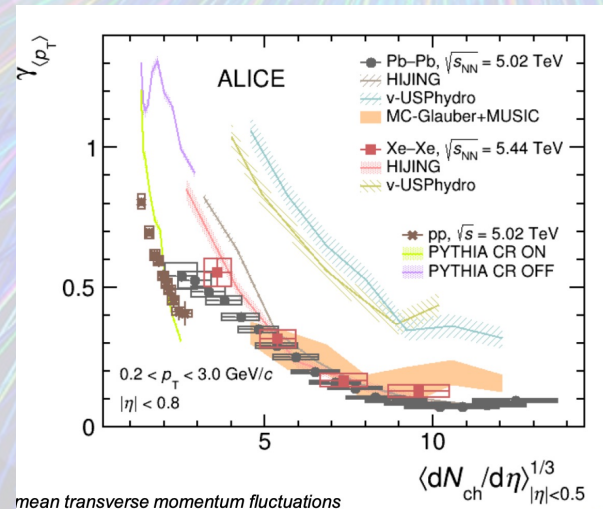 γ⟨pT⟩
ALICE
Pb–Pb, √sNN = 5.02 TeV
HIJING
v-USPhydro
MC-Glauber+MUSIC
Xe–Xe, √sNN = 5.44 TeV
HIJING
v-USPhydro
pp, √s = 5.02 TeV
PYTHIA CR ON
PYTHIA CR OFF
1
0.5
0
0.2 < pT < 3.0 GeV/c
|η| < 0.8
5
10
⟨dNch/dη⟩1/3|η|<0.5
mean transverse momentum fluctuations